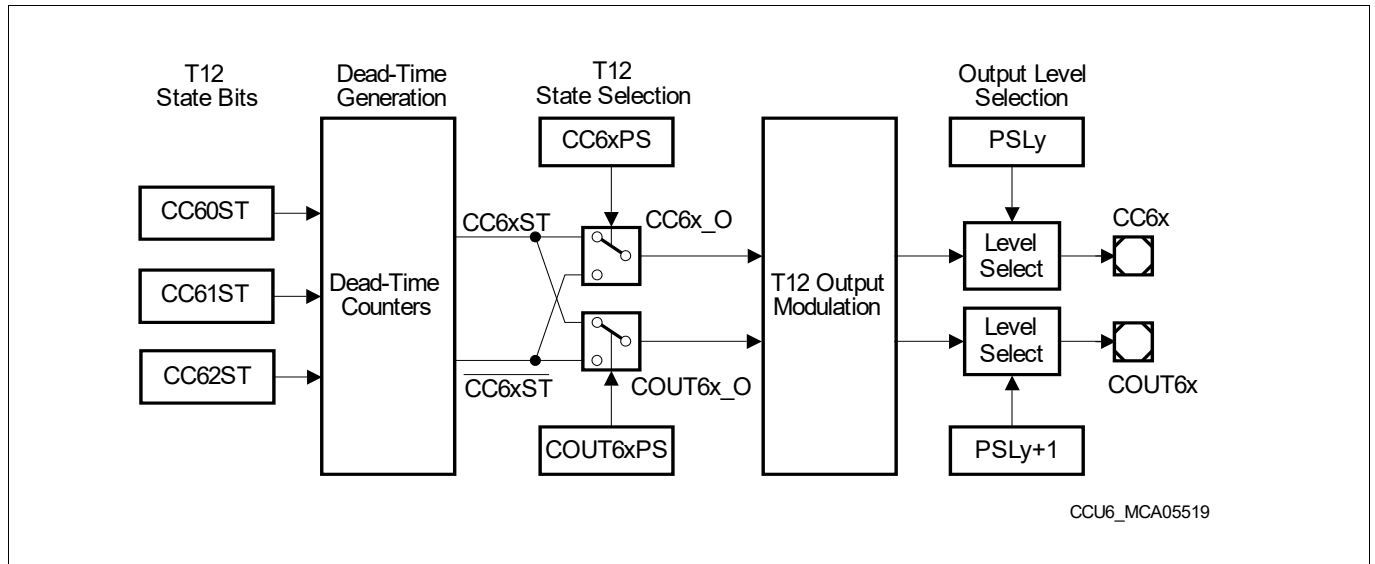 T12
State Bits
Dead-Time
Generation
T12
State Selection
Output Level
Selection
CC6xPS
PSLy
CC60ST
CC61ST
CC62ST
Dead-Time
Counters
CC6xST
CC6xST
CC6x_O
COUT6x_O
COUT6xPS
T12 Output
Modulation
Level
Select
Level
Select
PSLy+1
CC6x
COUT6x
CCU6_MCA05519